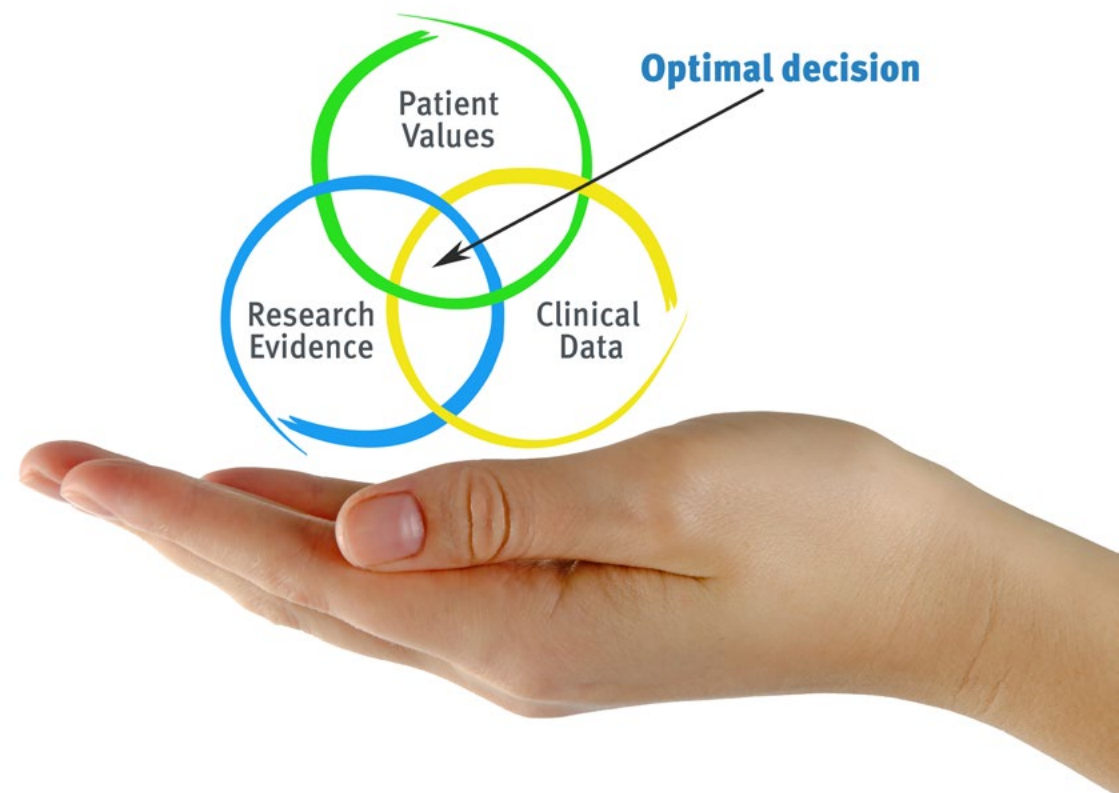 Optimal decision
Patient
Values
Research
Evidence
Clinical
Data